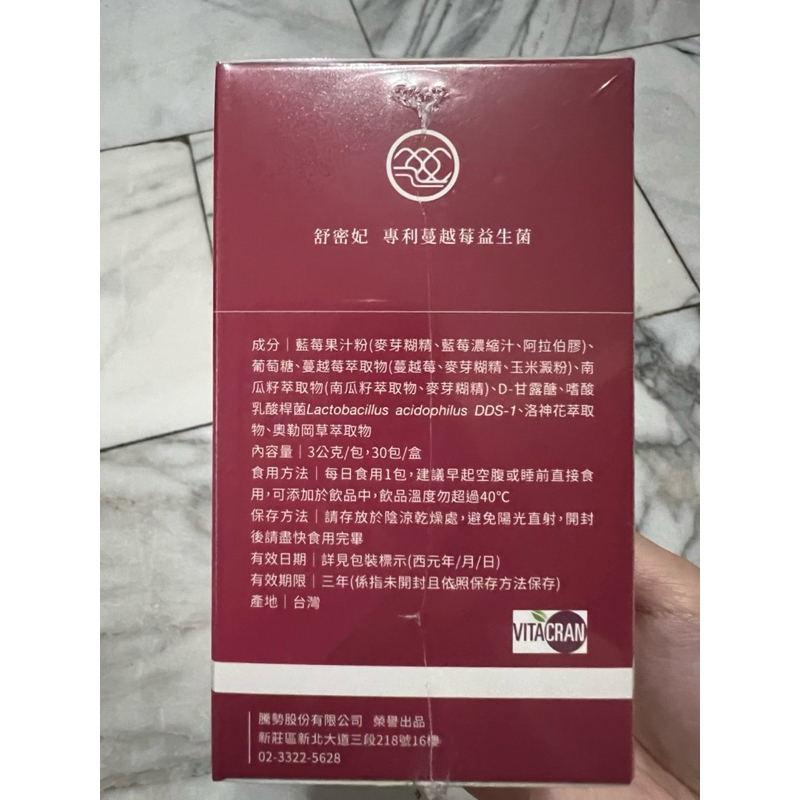 舒密妃 專利蔓越莓益生菌
成分｜藍莓果汁粉(麥芽糊精、藍莓濃縮汁、阿拉伯膠)、
葡萄糖、蔓越莓萃取物(蔓越莓、麥芽糊精、玉米澱粉)、南
瓜籽萃取物(南瓜籽萃取物、麥芽糊精)、D-甘露醣、嗜酸
乳酸桿菌Lactobacillus acidophilus DDS-1、洛神花萃取
物、奧勒岡草萃取物
內容量｜3公克/包，30包/盒
食用方法｜每日食用1包，建議早起空腹或睡前直接食
用，可添加於飲品中，飲品溫度勿超過40℃
保存方法｜請存放於陰涼乾燥處，避免陽光直射，開封
後請盡快食用完畢
有效日期｜詳見包裝標示(西元年/月/日)
有效期限｜三年(係指未開封且依照保存方法保存)
產地｜台灣
VITACRAN
騰勢股份有限公司 榮譽出品
新莊區新北大道三段218號16樓
02-3322-5628